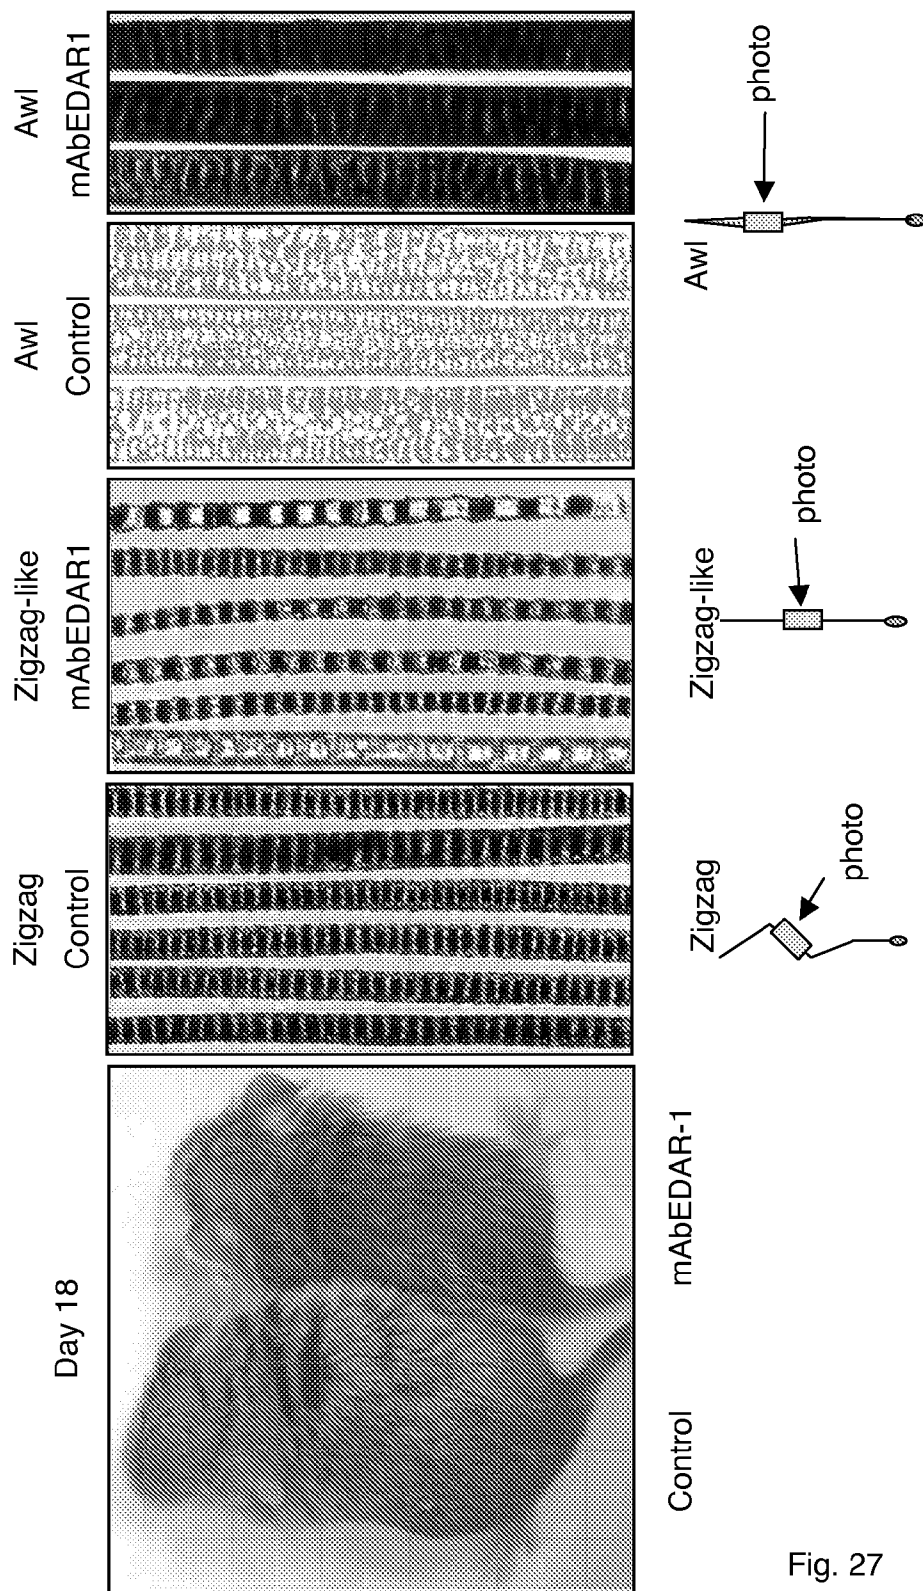 Day 18
Control
mAbEDAR-1
Zigzag
Control
Zigzag-like
mAbEDAR1
Awl
Control
Awl
mAbEDAR1
Zigzag
photo
Zigzag-like
photo
Awl
photo
Fig. 27